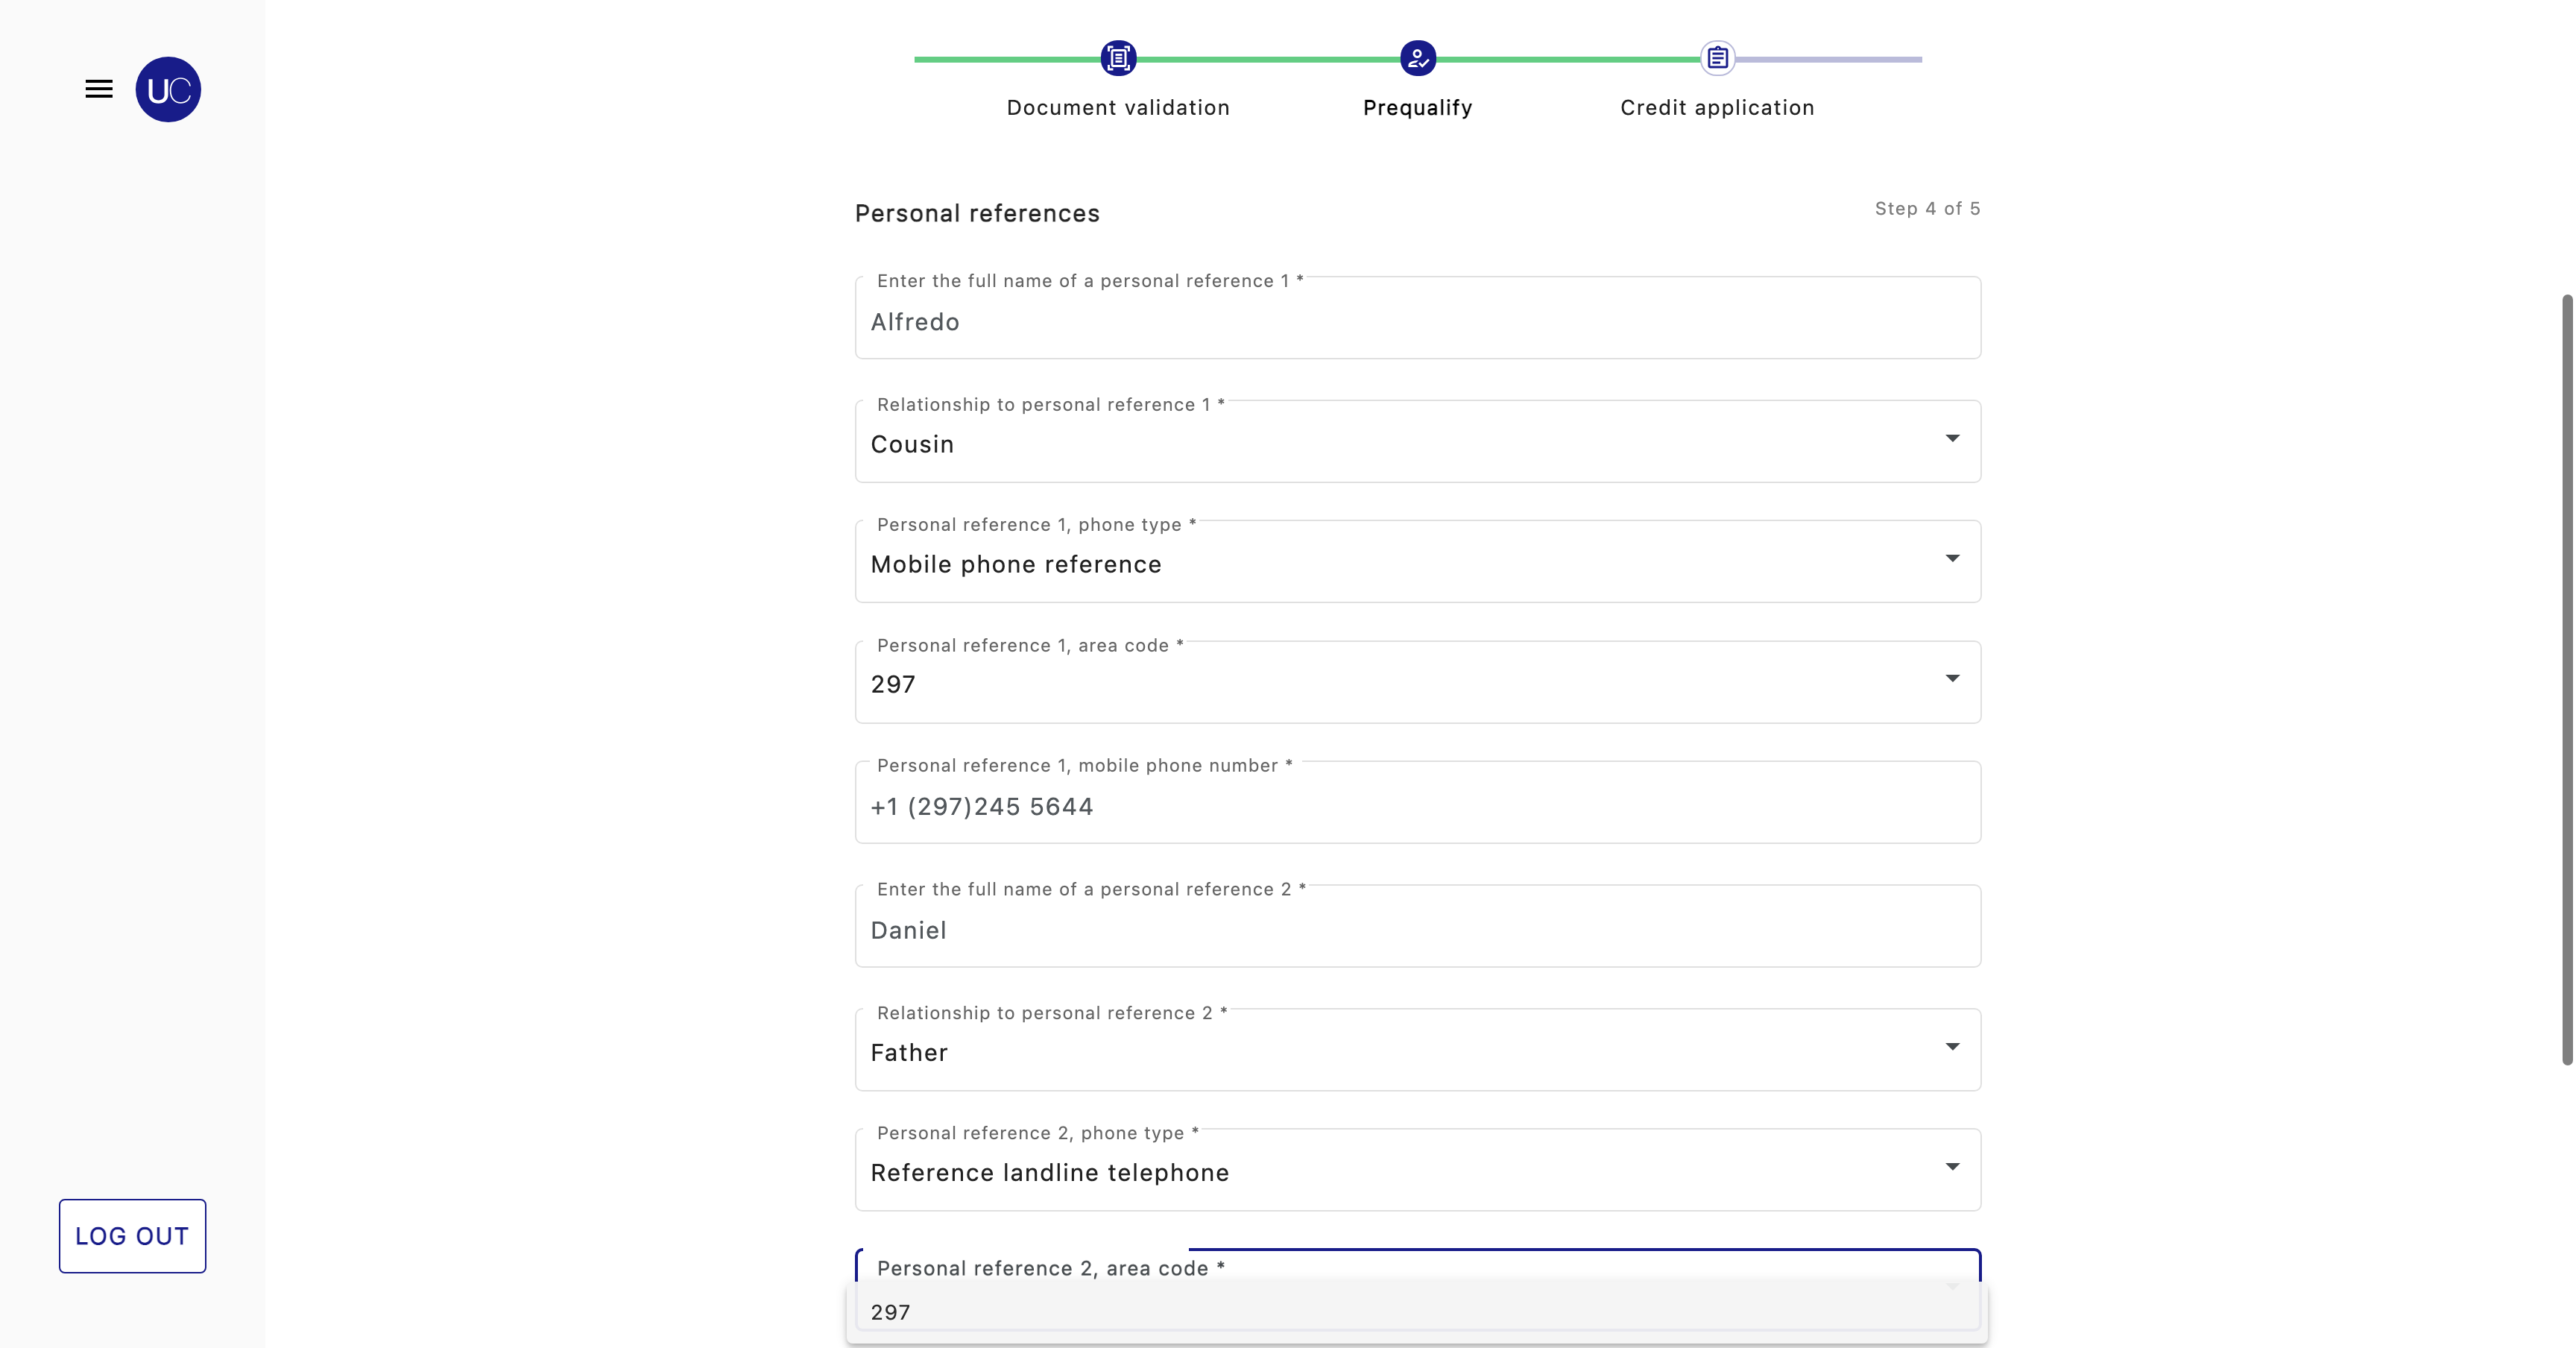 UC
Document validation
Prequalify
Credit application
Personal references
Step 4 of 5
Enter the full name of a personal reference 1 *
Alfredo
Relationship to personal reference 1 *
Cousin
Personal reference 1, phone type *
Mobile phone reference
Personal reference 1, area code *
297
Personal reference 1, mobile phone number *
+1 (297)245 5644
Enter the full name of a personal reference 2 *
Daniel
Relationship to personal reference 2 *
Father
Personal reference 2, phone type *
Reference landline telephone
Personal reference 2, area code *
297
LOG OUT